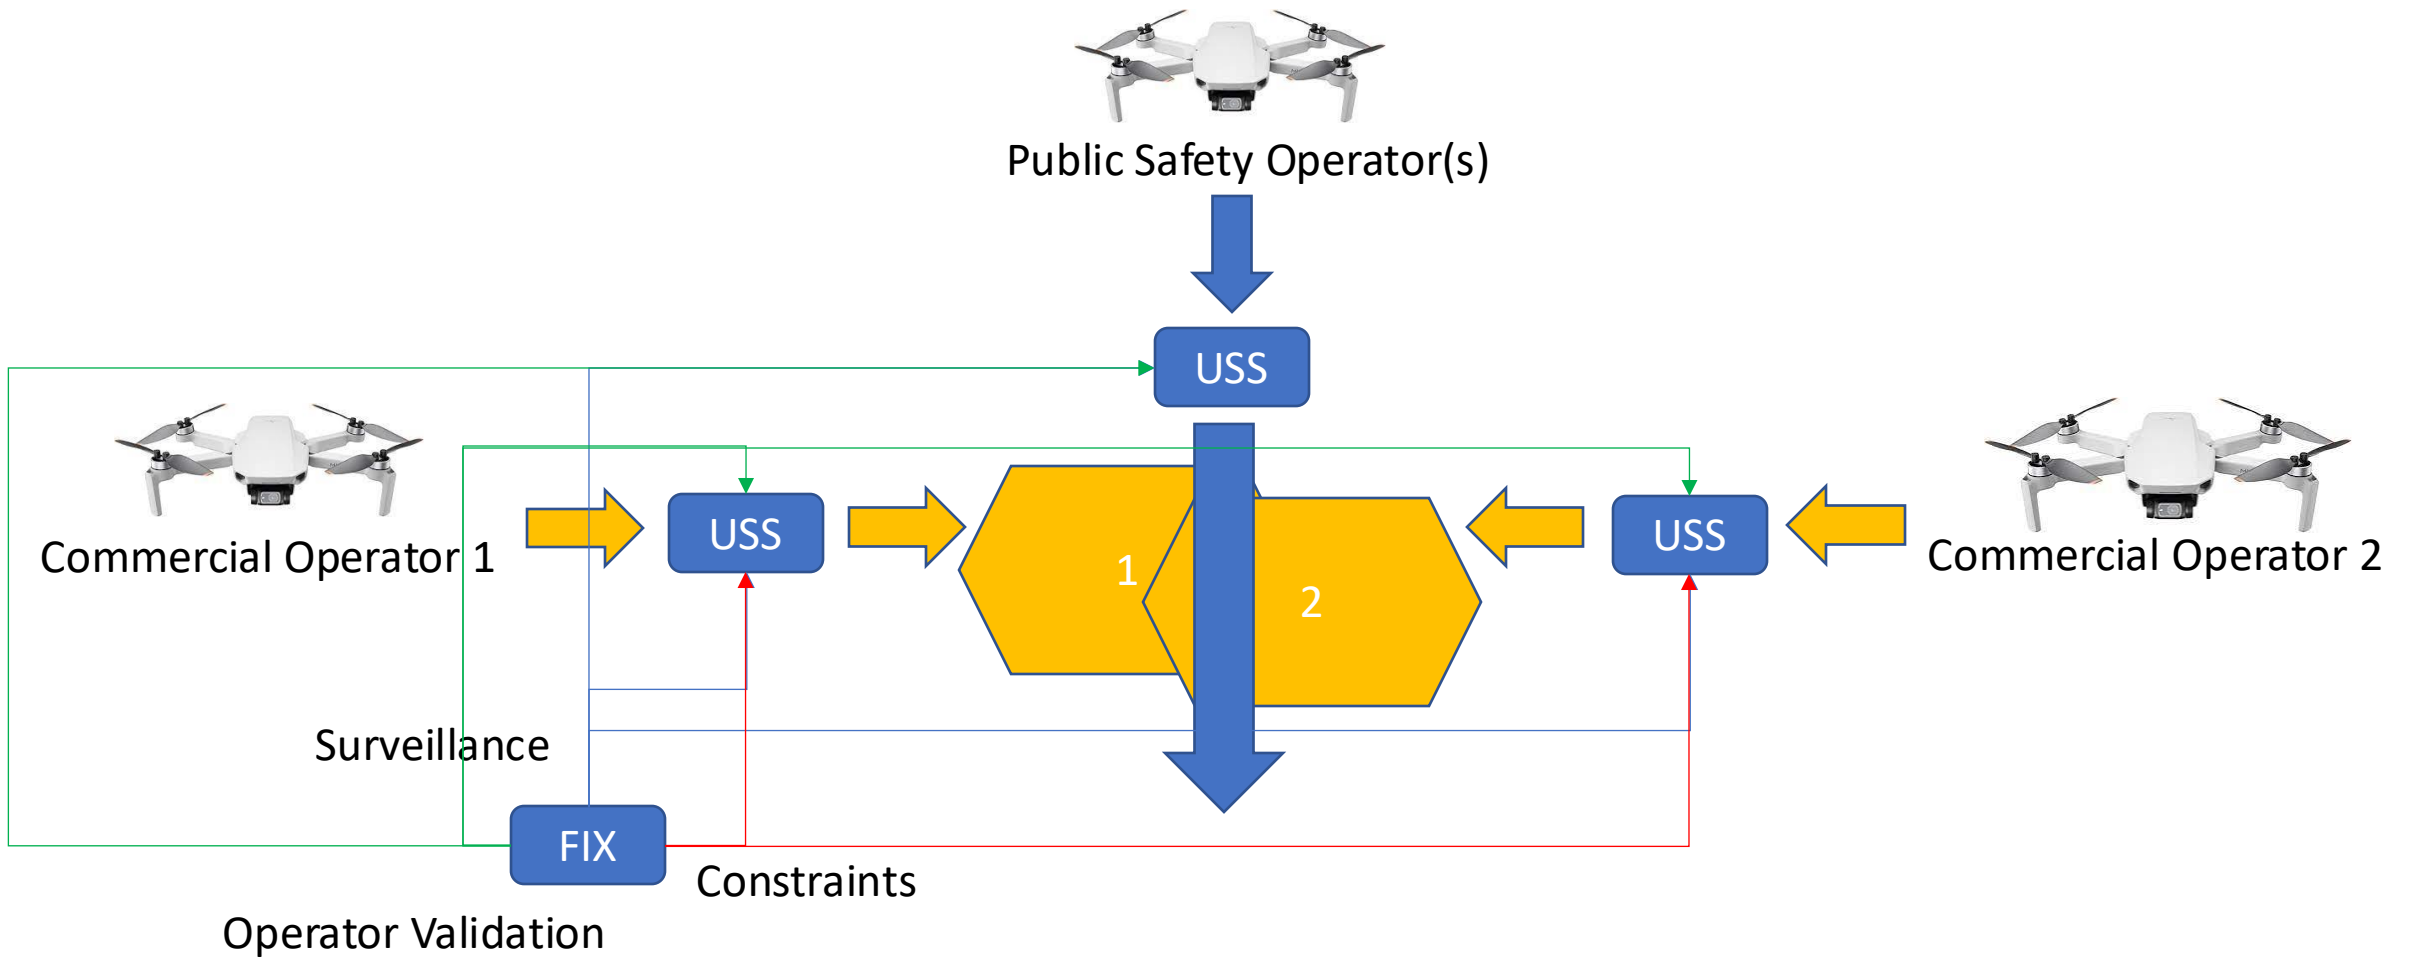 Public Safety Operator(s)
USS
Commercial Operator 1
USS
1
2
USS
Commercial Operator 2
Surveillance
FIX
Constraints
Operator Validation